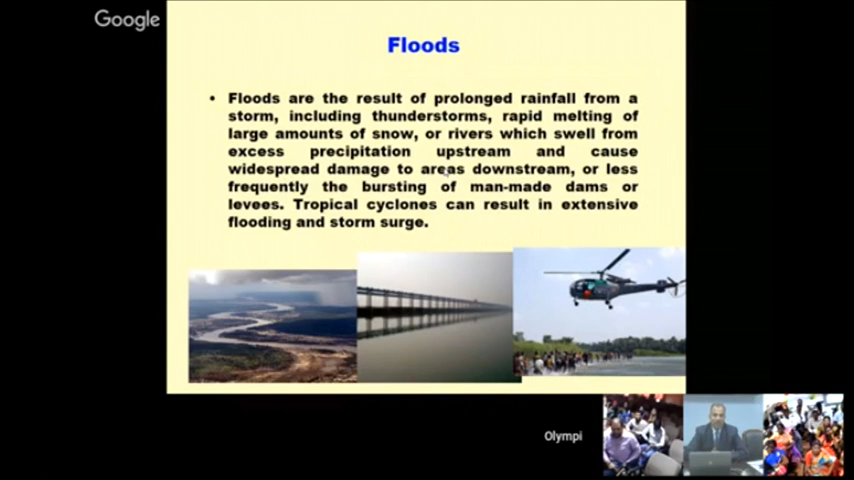 Google
Floods
• Floods are the result of prolonged rainfall from a
storm, including thunderstorms, rapid melting of
large amounts of snow, or rivers which swell from
excess precipitation upstream and cause
widespread damage to areas downstream, or less
frequently the bursting of man-made dams or
levees. Tropical cyclones can result in extensive
flooding and storm surge.
Olympi